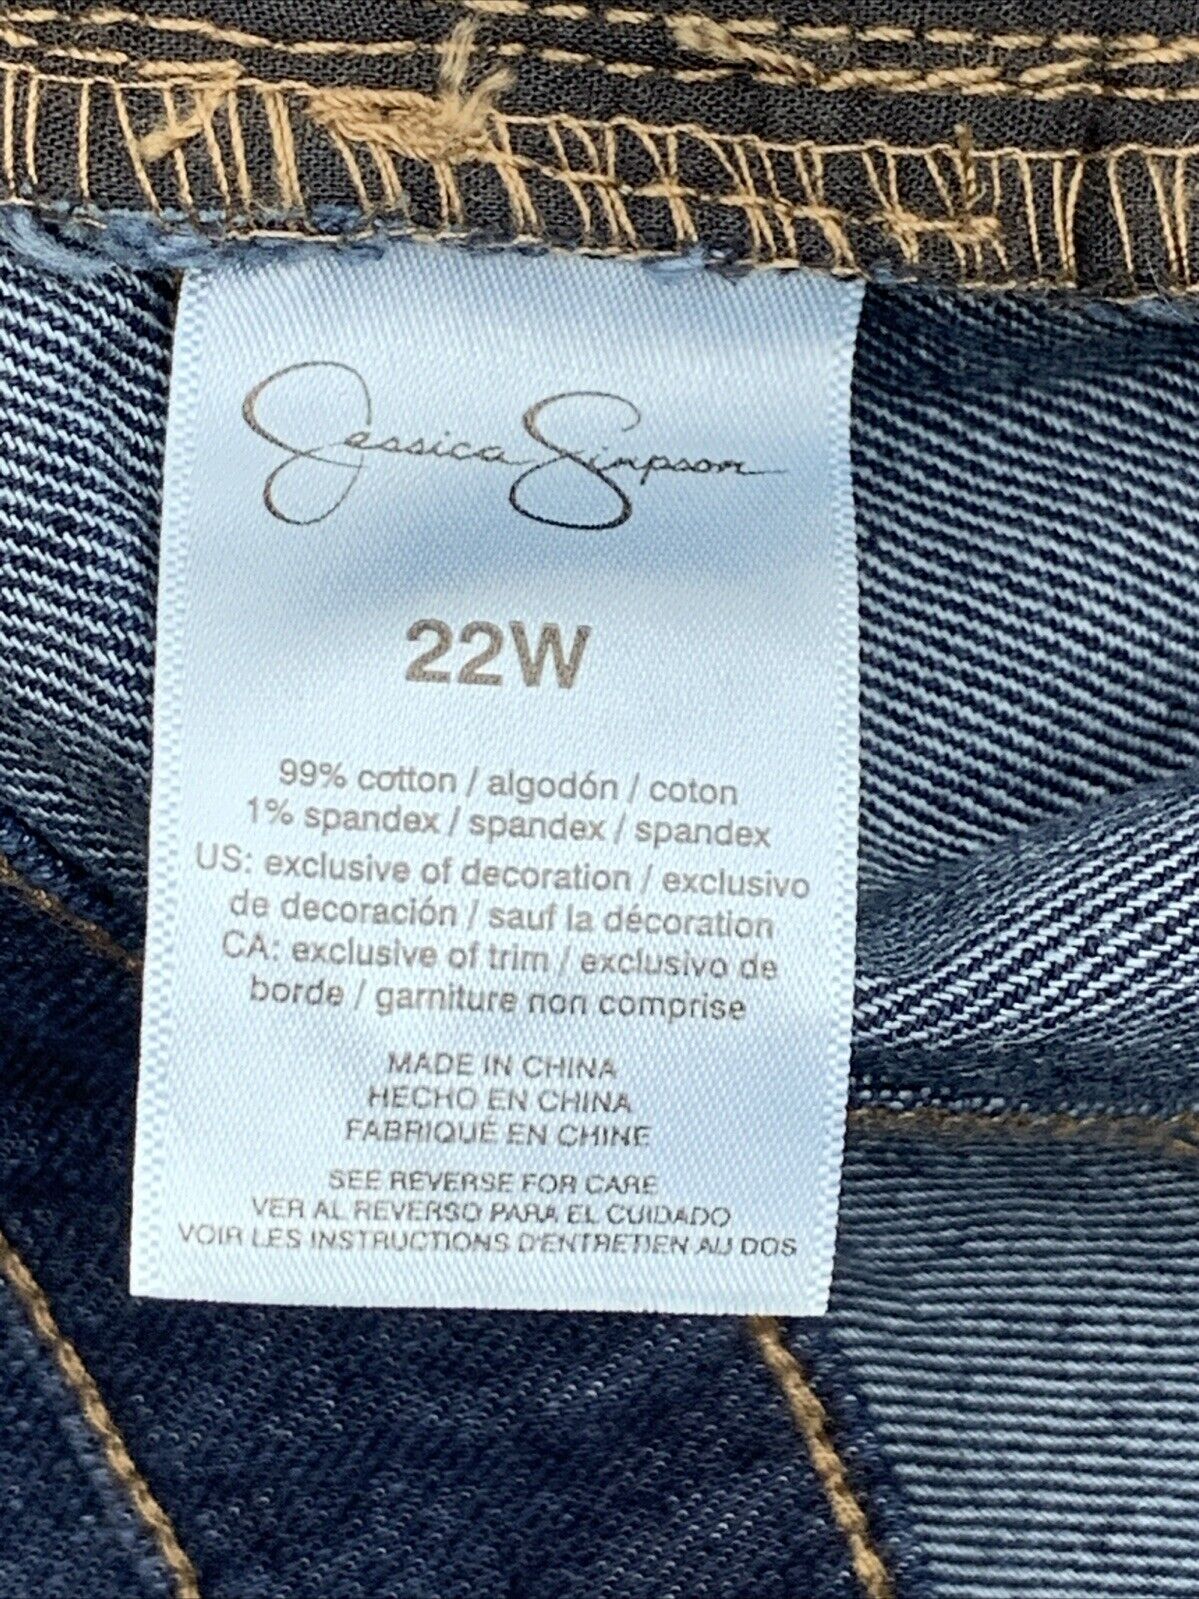 Jessica Simpson
22W
99% cotton / algodón / coton
1% spandex / spandex / spandex
US: exclusive of decoration / exclusivo
de decoración / sauf la décoration
CA: exclusive of trim / exclusivo de
borde / garniture non comprise
MADE IN CHINA
HECHO EN CHINA
FABRIQUÉ EN CHINE
SEE REVERSE FOR CARE
VER AL REVERSO PARA EL CUIDADO
VOIR LES INSTRUCTIONS D'ENTRETIEN AU DOS